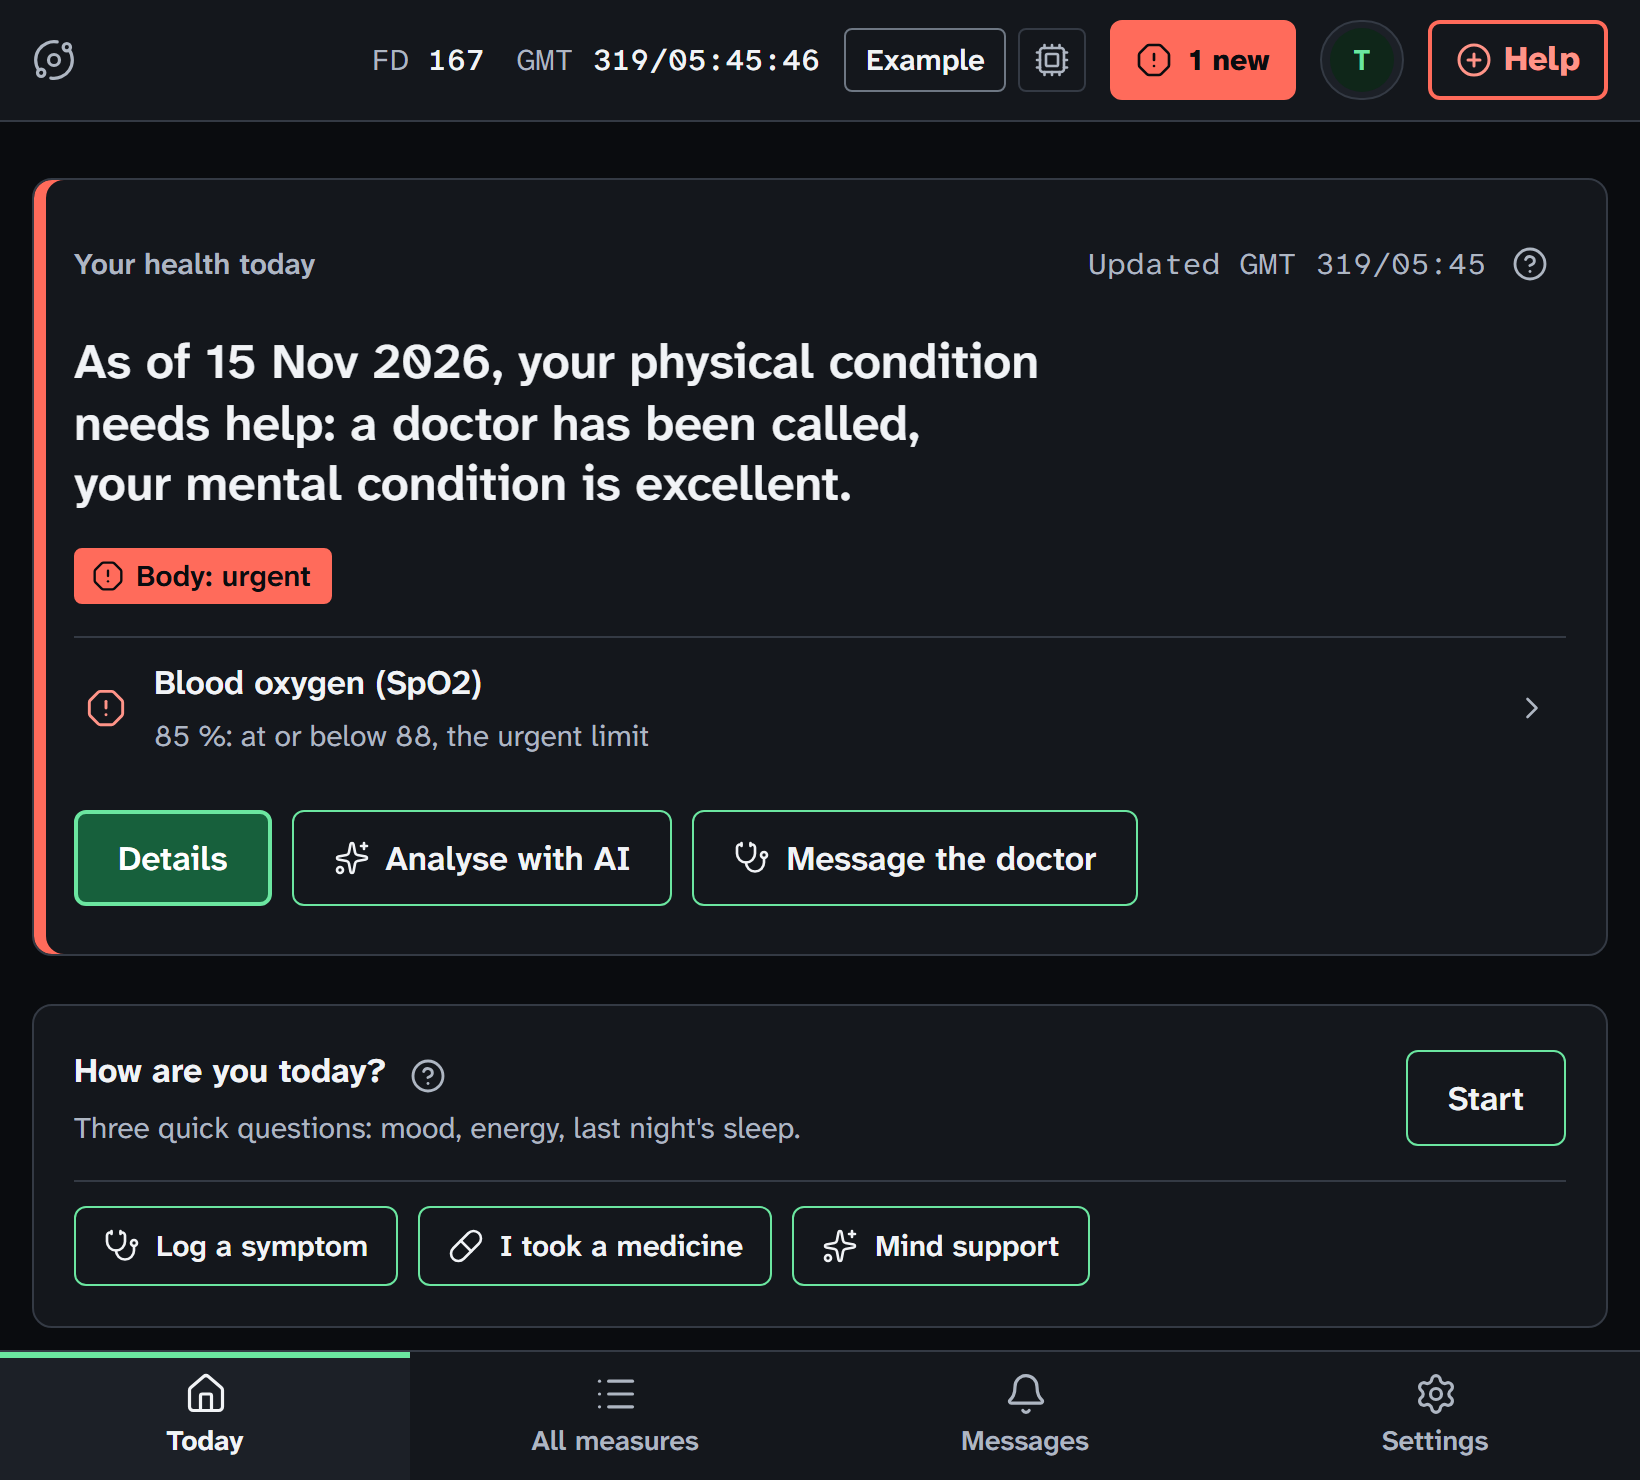 FD 167 GMT 319/05:45:46 Example 1 new T Help
Your health today Updated GMT 319/05:45
As of 15 Nov 2026, your physical condition
needs help: a doctor has been called,
your mental condition is excellent.
Body: urgent
Blood oxygen (SpO2)
85 %: at or below 88, the urgent limit
Details Analyse with AI Message the doctor
How are you today?
Three quick questions: mood, energy, last night's sleep.
Start
Log a symptom I took a medicine Mind support
Today All measures Messages Settings